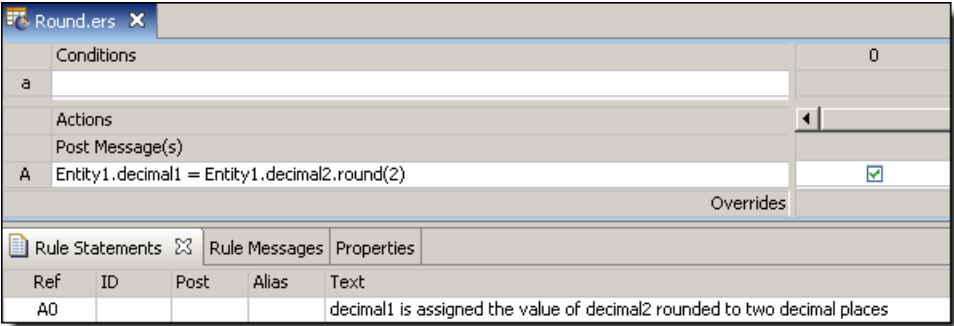 Round.ers
Conditions 0
a
Actions
Post Message(s)
A Entity1.decimal1 = Entity1.decimal2.round(2)
Overrides
Rule Statements Rule Messages Properties
Ref ID Post Alias Text
A0 decimal1 is assigned the value of decimal2 rounded to two decimal places